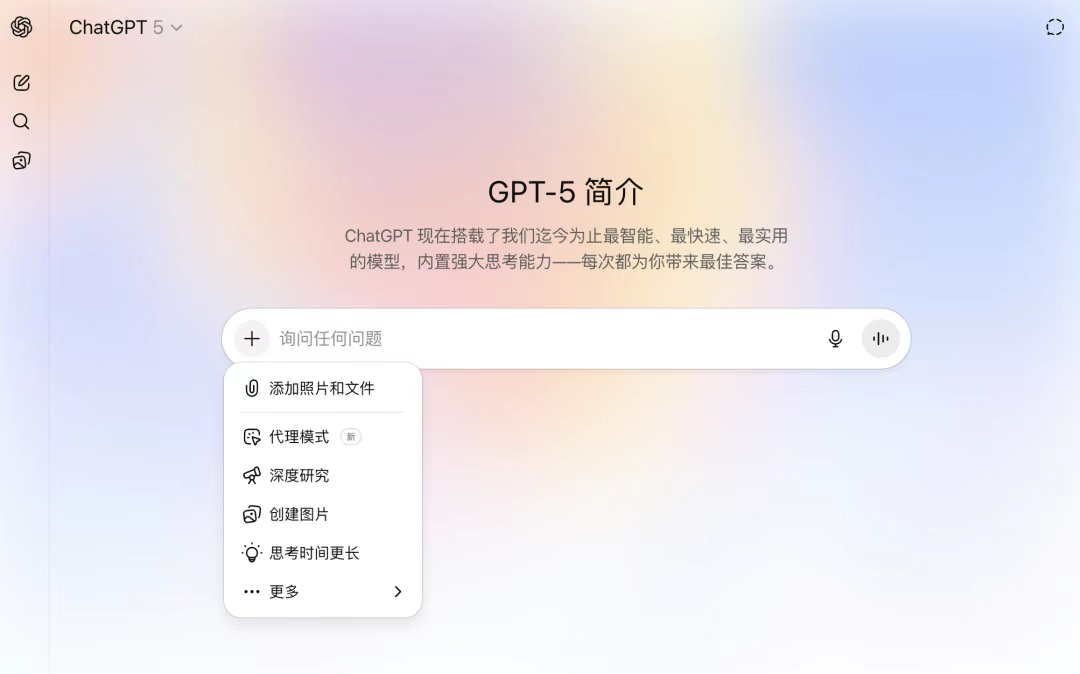 ChatGPT 5
GPT-5 简介
ChatGPT 现在搭载了我们迄今为止最智能、最快速、最实用
的模型，内置强大思考能力——每次都为你带来最佳答案。
询问任何问题
添加照片和文件
代理模式 新
深度研究
创建图片
思考时间更长
更多